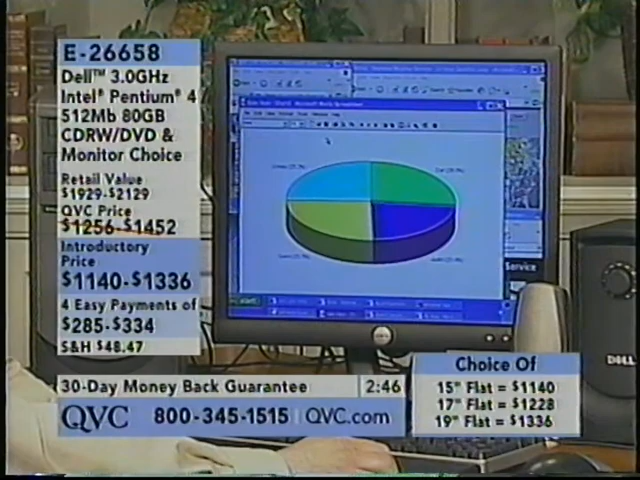 E-26658
Dell™ 3.0GHz
Intel® Pentium® 4
512Mb 80GB
CDRW/DVD &
Monitor Choice
Retail Value
$1929-$2129
QVC Price
$1256-$1452
Introductory
Price
$1140-$1336
4 Easy Payments of
$285-$334
S&H $48.47
Service
DELL
Choice Of
15" Flat = $1140
17" Flat = $1228
19" Flat = $1336
30-Day Money Back Guarantee 2:46
QVC 800-345-1515 | QVC.com